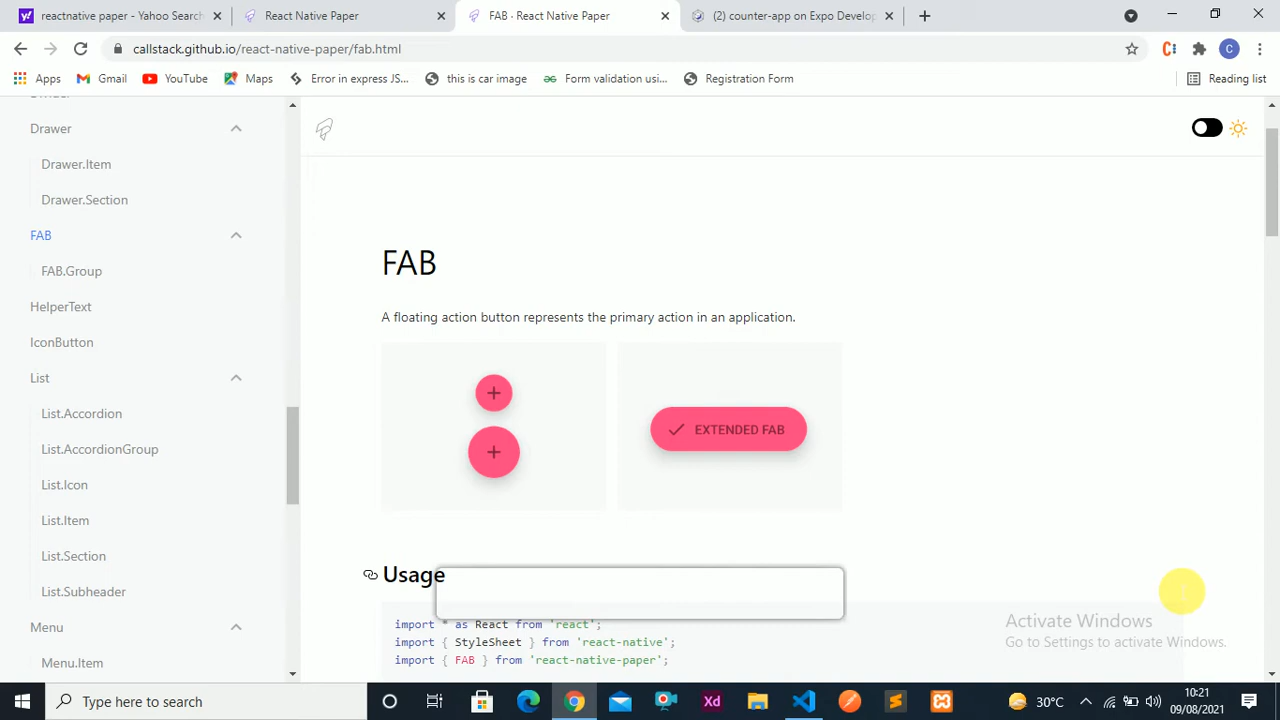 reactnative paper - Yahoo Search
React Native Paper
FAB · React Native Paper
(2) counter-app on Expo Develop
callstack.github.io/react-native-paper/fab.html
C
Apps
Gmail
YouTube
Maps
Error in express JS...
this is car image
Form validation usi...
Registration Form
Reading list
Drawer
Drawer.Item
Drawer.Section
FAB
FAB.Group
HelperText
IconButton
List
List.Accordion
List.AccordionGroup
List.Icon
List.Item
List.Section
List.Subheader
Menu
Menu.Item
FAB
A floating action button represents the primary action in an application.
EXTENDED FAB
Usage
import * as React from 'react';
import { StyleSheet } from 'react-native';
import { FAB } from 'react-native-paper';
Activate Windows
Go to Settings to activate Windows.
Type here to search
Xd
30°C
10:21
09/08/2021